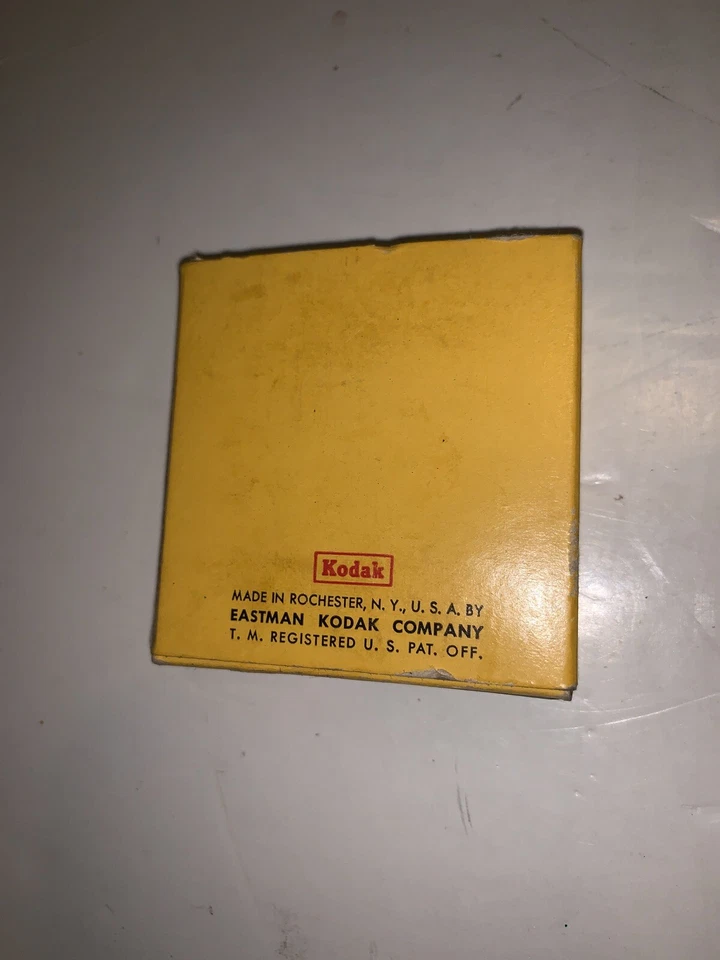 Kodak
MADE IN ROCHESTER, N. Y., U. S. A. BY
EASTMAN KODAK COMPANY
T. M. REGISTERED U. S. PAT. OFF.